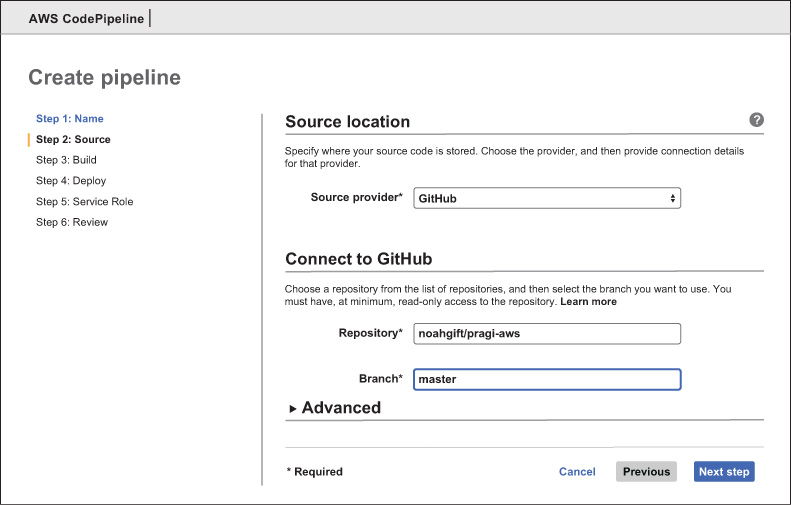 AWS CodePipeline
Create pipeline
Step 1: Name
Step 2: Source
Step 3: Build
Step 4: Deploy
Step 5: Service Role
Step 6: Review
Source location
?
Specify where your source code is stored. Choose the provider, and then provide connection details
for that provider.
Source provider* GitHub
Connect to GitHub
Choose a repository from the list of repositories, and then select the branch you want to use. You
must have, at minimum, read-only access to the repository. Learn more
Repository* noahgift/pragi-aws
Branch* master
Advanced
* Required
Cancel Previous Next step